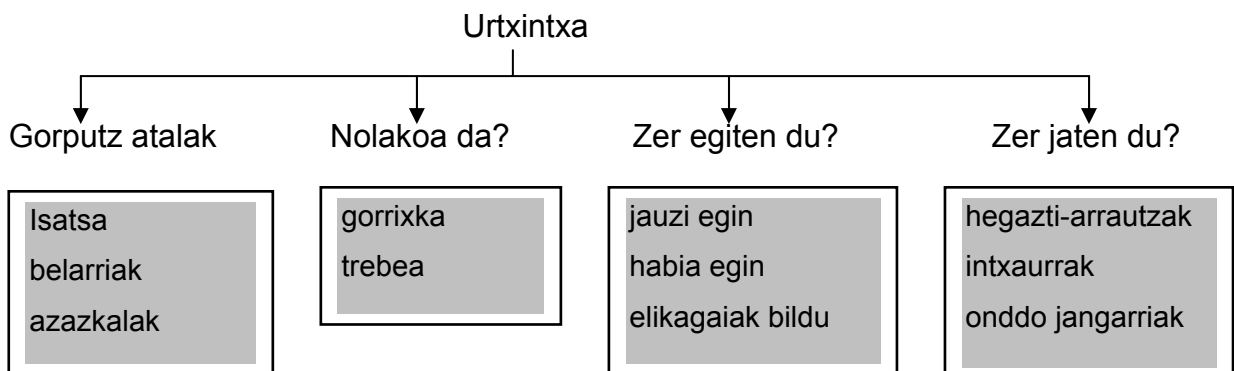 Urtxintxa
Gorputz atalak
Nolakoa da?
Zer egiten du?
Zer jaten du?
Isatsa
belarriak
azazkalak
gorrixka
trebea
jauzi egin
habia egin
elikagaiak bildu
hegazti-arrautzak
intxaurrak
onddo jangarriak